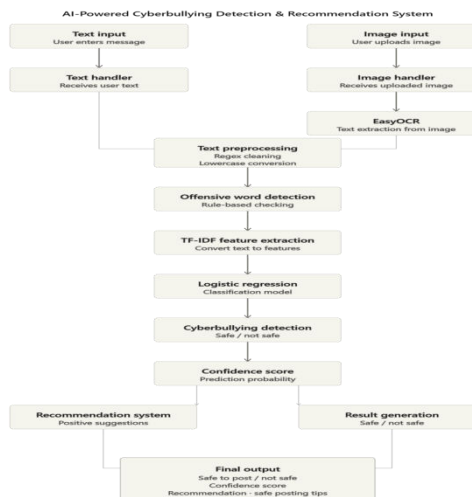 AI-Powered Cyberbullying Detection & Recommendation System
Text input
User enters message
Image input
User uploads image
Text handler
Receives user text
Image handler
Receives uploaded image
EasyOCR
Text extraction from image
Text preprocessing
Regex cleaning
Lowercase conversion
Offensive word detection
Rule-based checking
TF-IDF feature extraction
Convert text to features
Logistic regression
Classification model
Cyberbullying detection
Safe / not safe
Confidence score
Prediction probability
Recommendation system
Positive suggestions
Result generation
Safe / not safe
Final output
Safe to post / not safe
Confidence score
Recommendation · safe posting tips